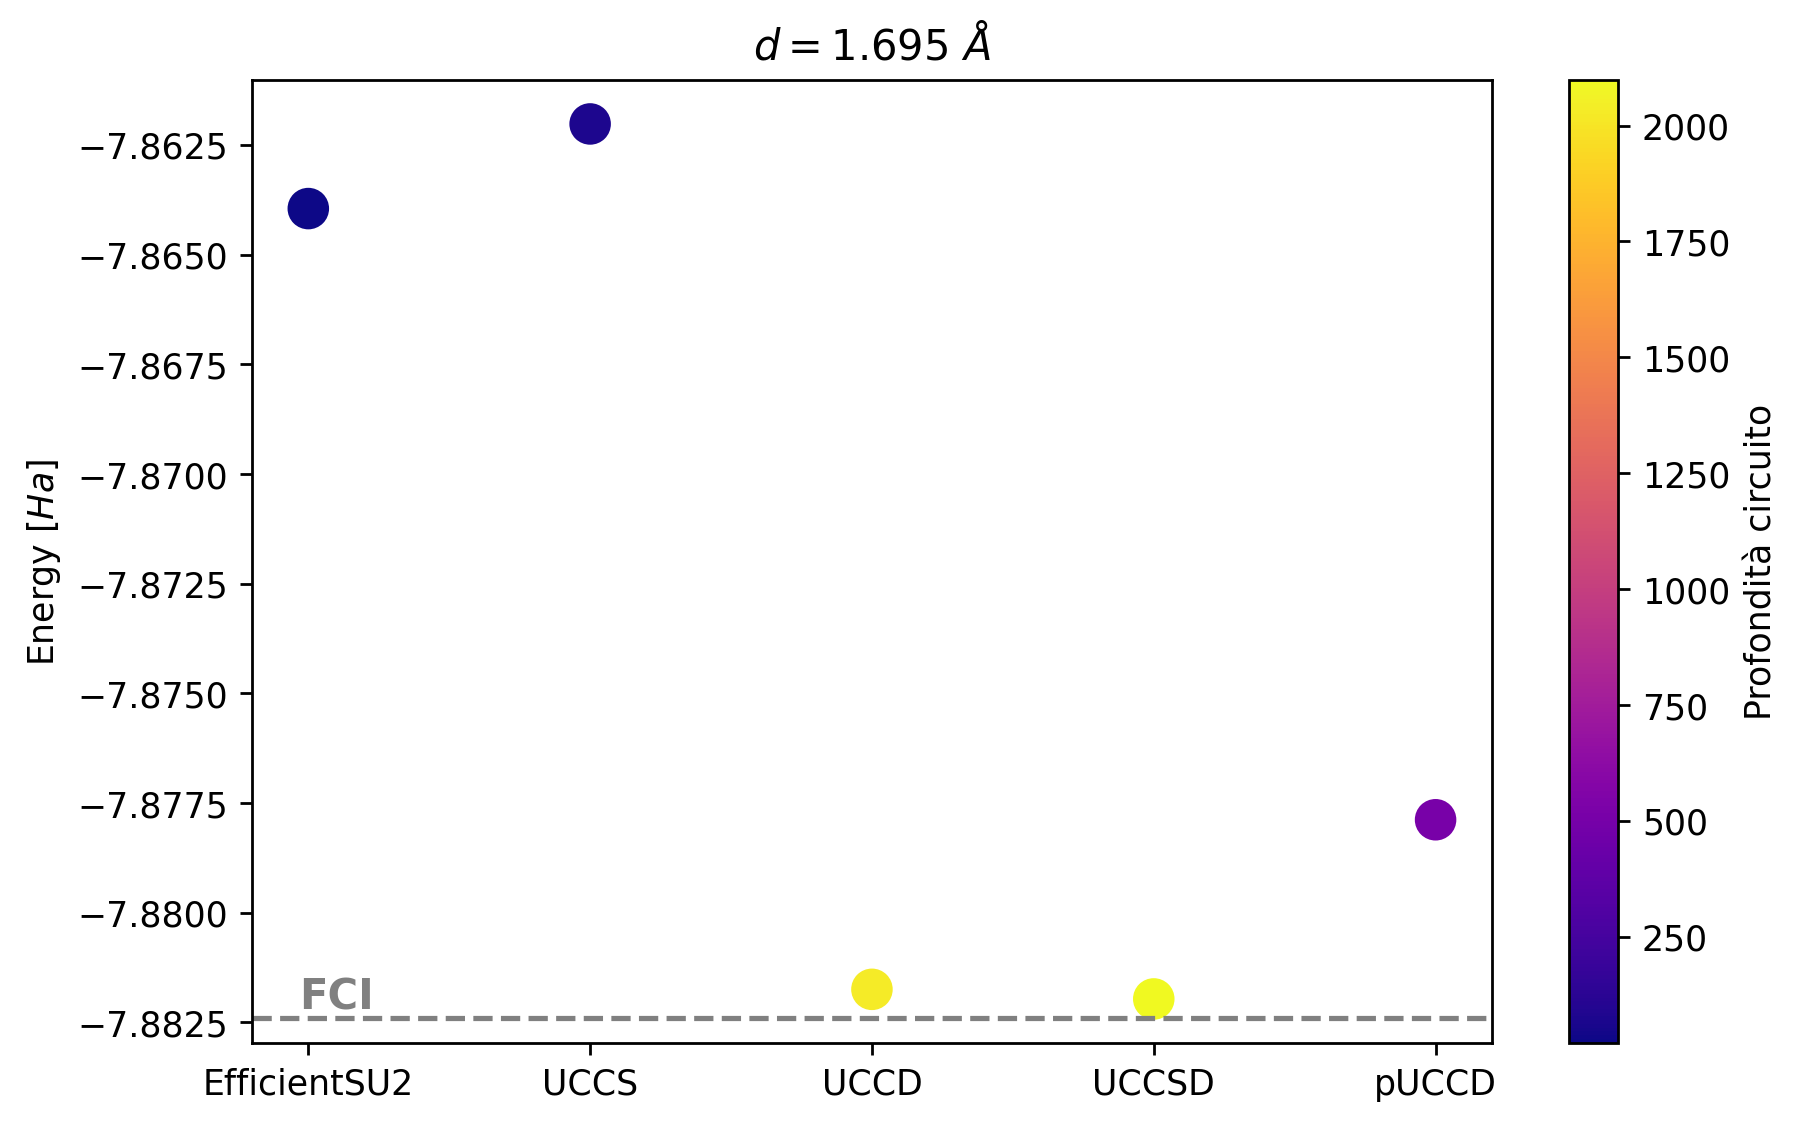 d = 1.695 Å
Energy [Ha]
−7.8625
−7.8650
−7.8675
−7.8700
−7.8725
−7.8750
−7.8775
−7.8800
−7.8825
FCI
EfficientSU2
UCCS
UCCD
UCCSD
pUCCD
2000
1750
1500
1250
1000
750
500
250
Profondità circuito